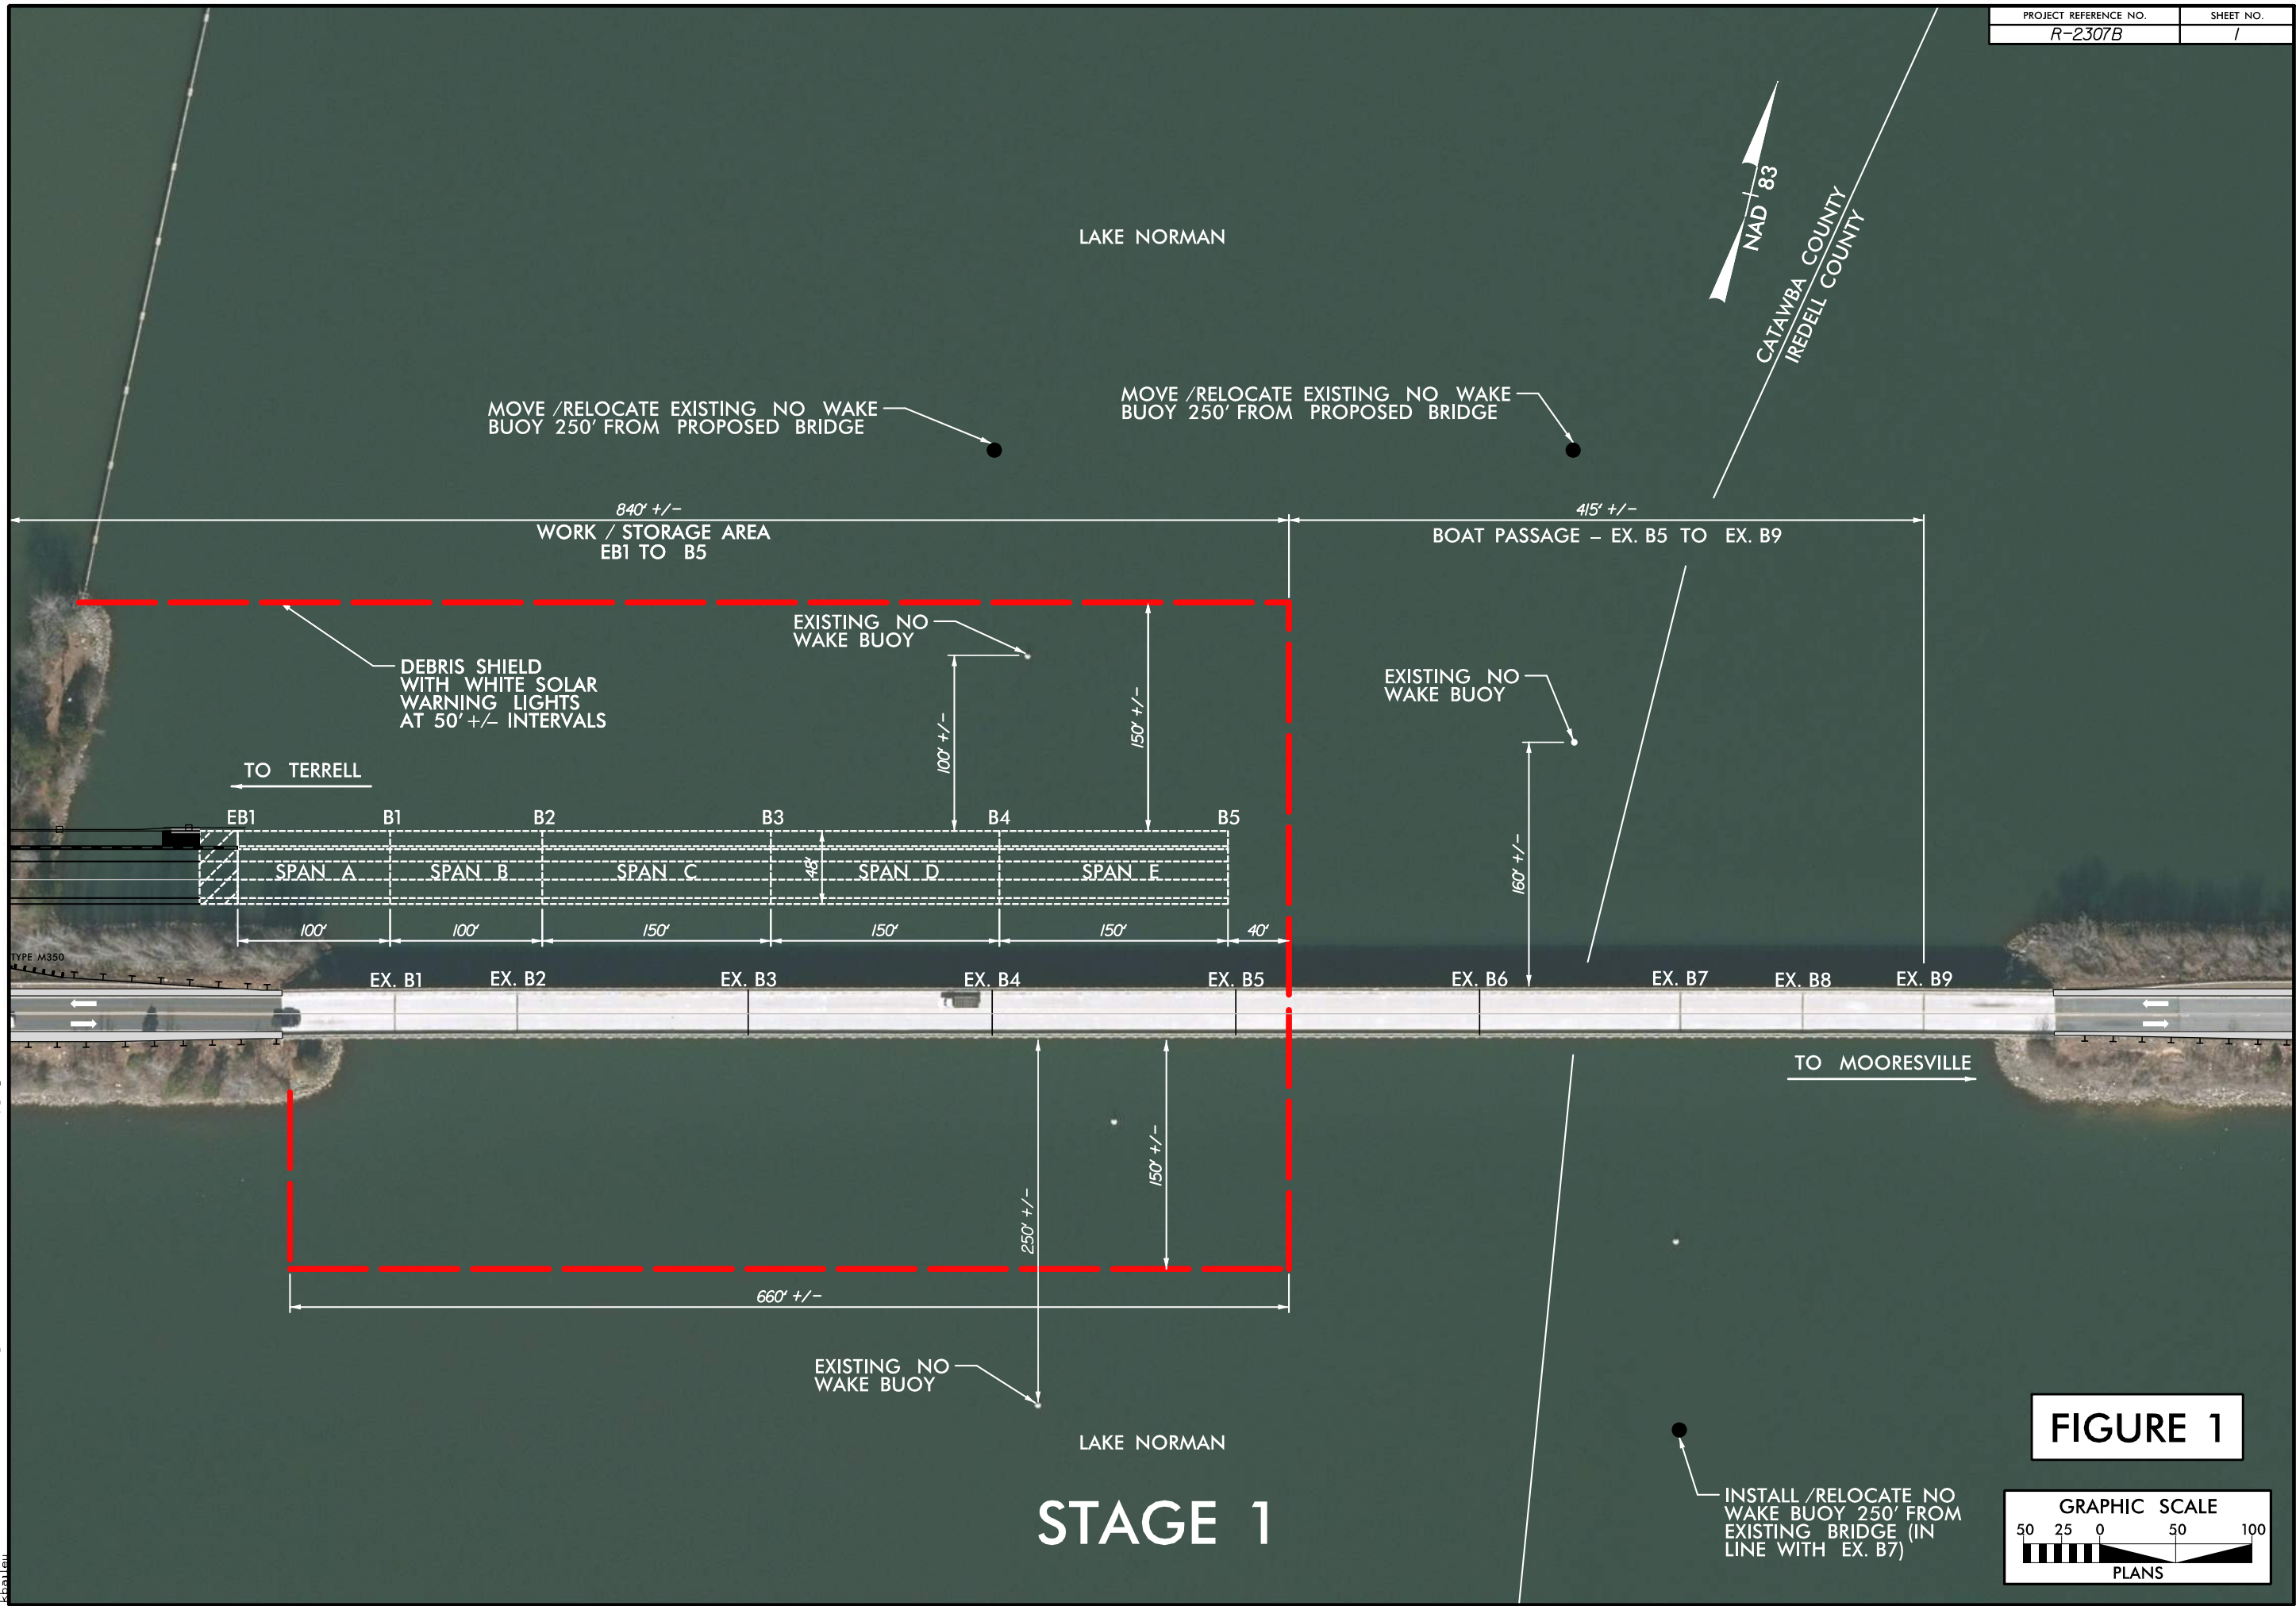 PROJECT REFERENCE NO.
SHEET NO.
R-2307B
1
NAD 83
CATAWBA COUNTY
IREDELL COUNTY
LAKE NORMAN
MOVE /RELOCATE EXISTING NO WAKE
BUOY 250' FROM PROPOSED BRIDGE
MOVE /RELOCATE EXISTING NO WAKE
BUOY 250' FROM PROPOSED BRIDGE
840' +/-
WORK / STORAGE AREA
EB1 TO B5
415' +/-
BOAT PASSAGE – EX. B5 TO EX. B9
EXISTING NO
WAKE BUOY
DEBRIS SHIELD
WITH WHITE SOLAR
WARNING LIGHTS
AT 50' +/- INTERVALS
100' +/-
150' +/-
EXISTING NO
WAKE BUOY
160' +/-
TO TERRELL
EB1
B1
B2
B3
B4
B5
SPAN A
SPAN B
SPAN C
48'
SPAN D
SPAN E
100'
100'
150'
150'
150'
40'
TYPE M350
EX. B1
EX. B2
EX. B3
EX. B4
EX. B5
EX. B6
EX. B7
EX. B8
EX. B9
TO MOORESVILLE
250' +/-
150' +/-
660' +/-
EXISTING NO
WAKE BUOY
LAKE NORMAN
STAGE 1
INSTALL /RELOCATE NO
WAKE BUOY 250' FROM
EXISTING BRIDGE (IN
LINE WITH EX. B7)
FIGURE 1
GRAPHIC SCALE
50 25 0 50 100
PLANS